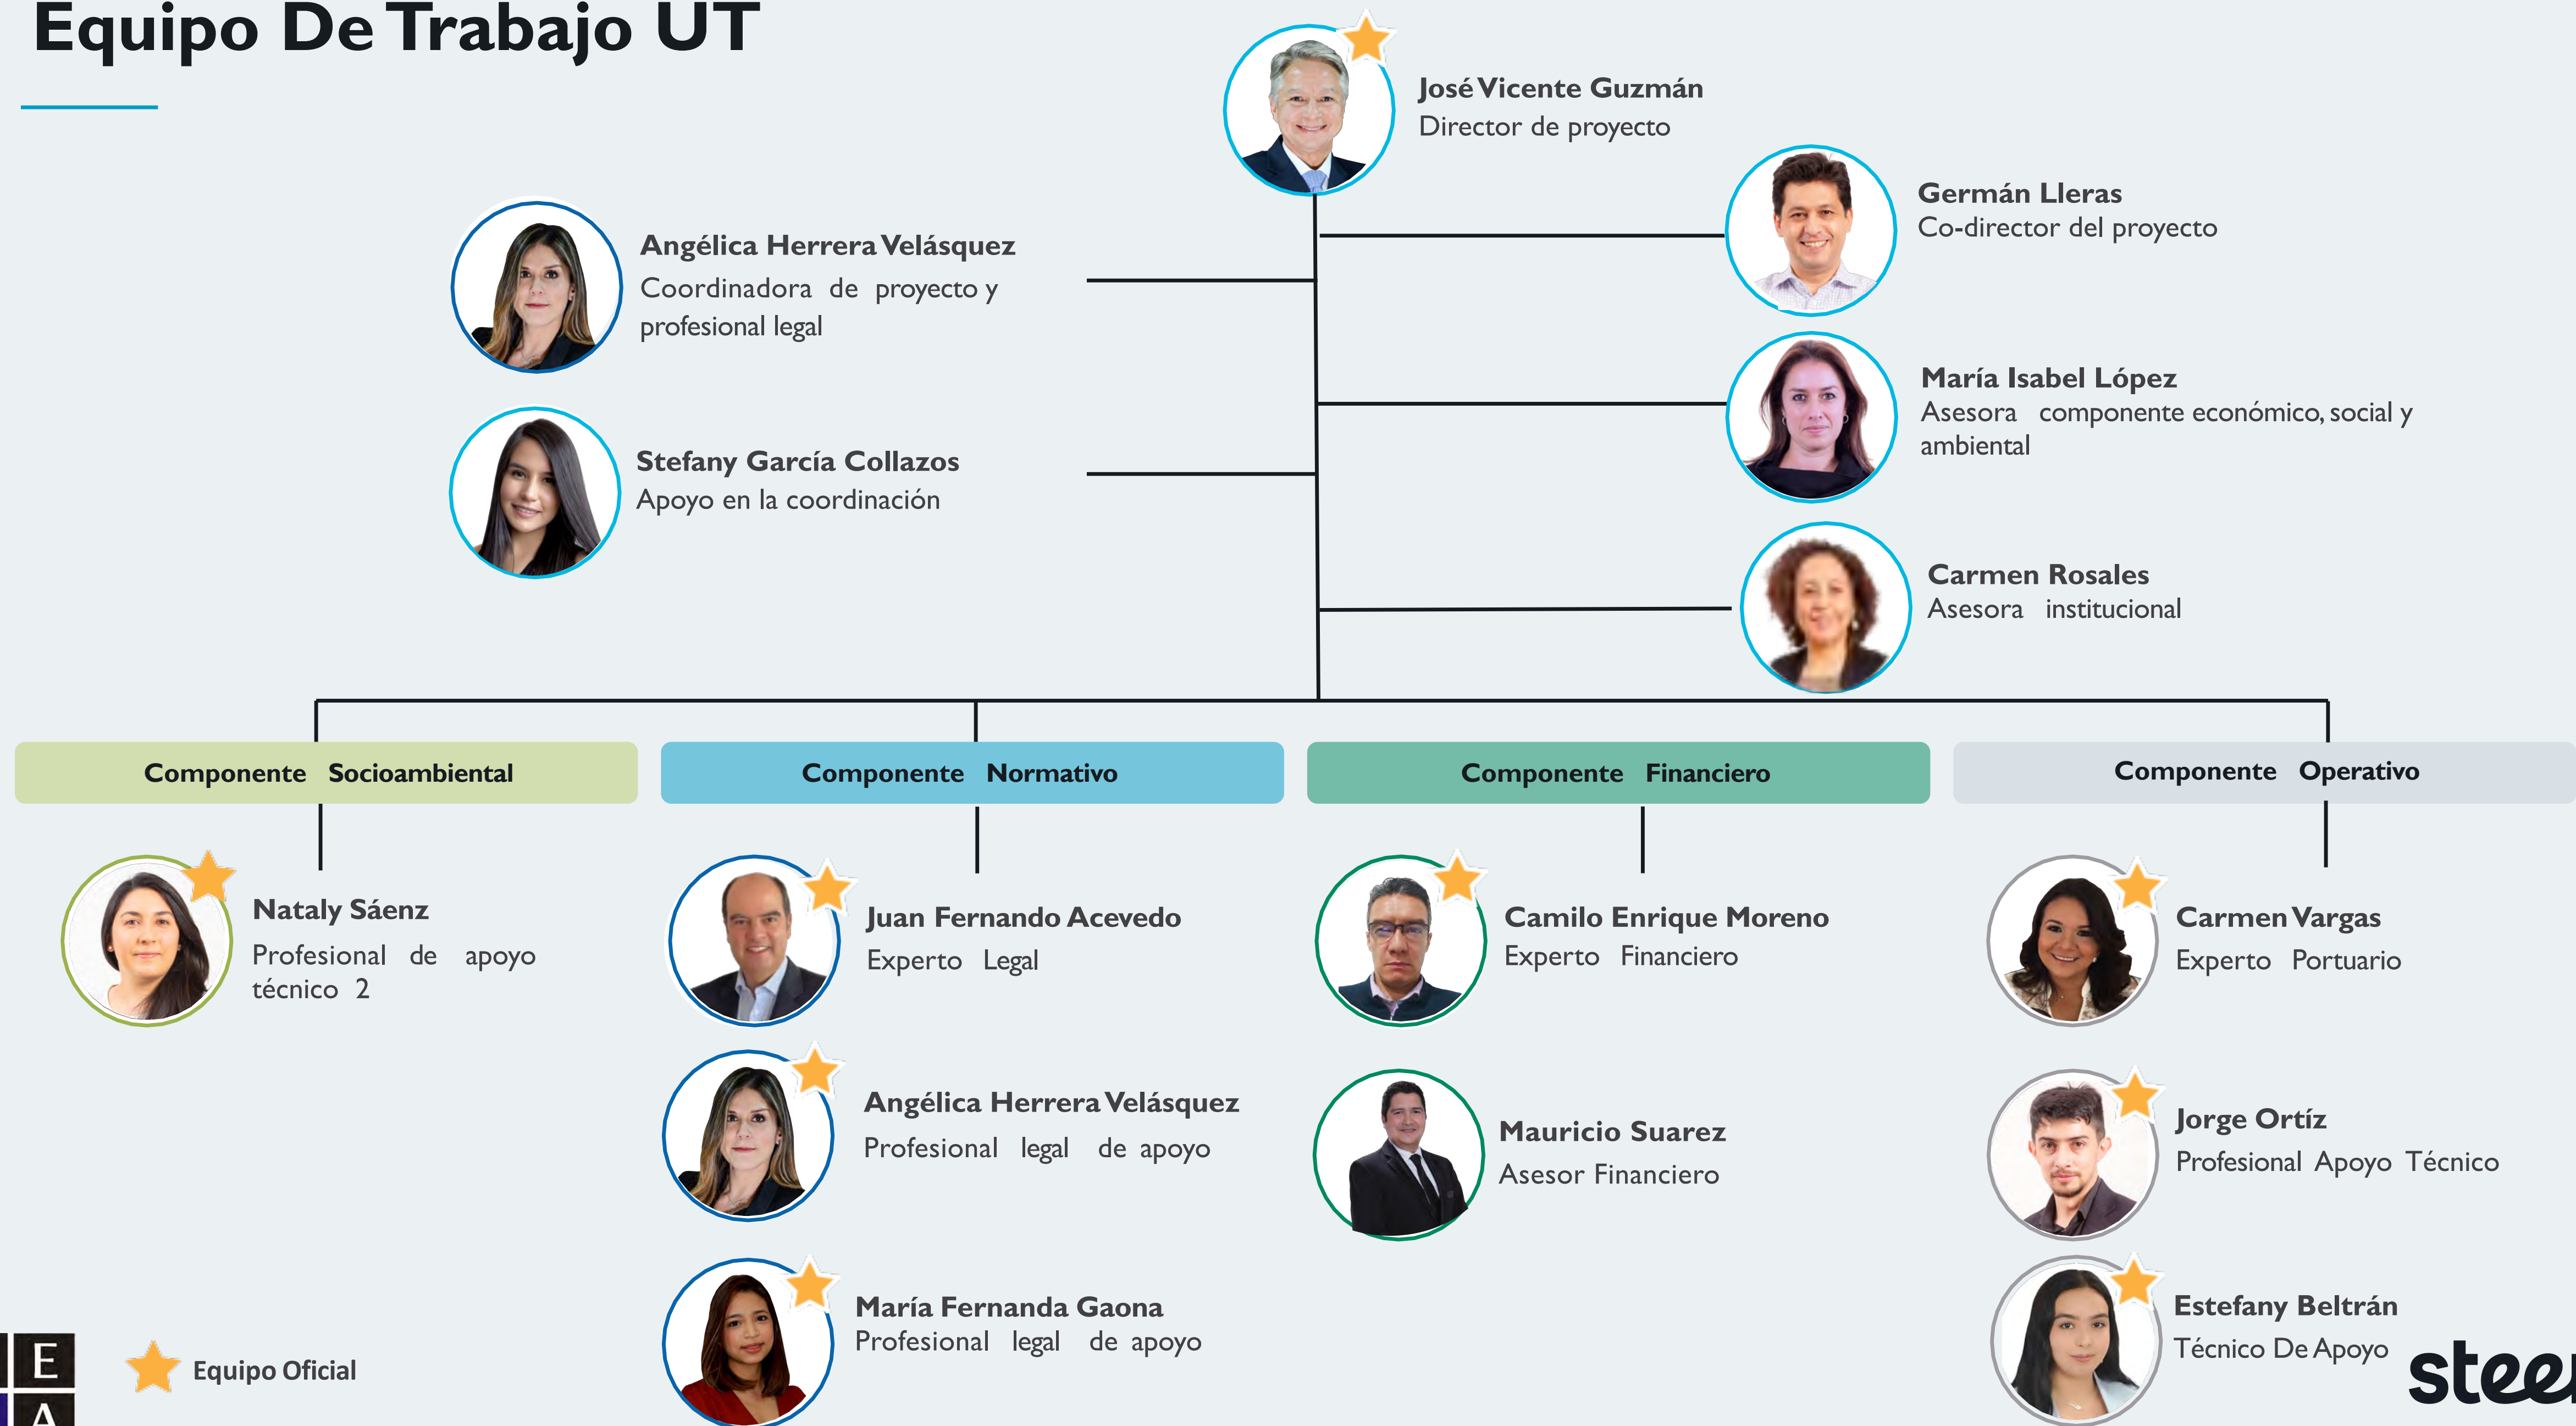 Equipo De Trabajo UT
José Vicente Guzmán
Director de proyecto
Germán Lleras
Co-director del proyecto
Angélica Herrera Velásquez
Coordinadora de proyecto y
profesional legal
María Isabel López
Asesora componente económico, social y
ambiental
Stefany García Collazos
Apoyo en la coordinación
Carmen Rosales
Asesora institucional
Componente Socioambiental
Componente Normativo
Componente Financiero
Componente Operativo
Nataly Sáenz
Profesional de apoyo
técnico 2
Juan Fernando Acevedo
Experto Legal
Angélica Herrera Velásquez
Profesional legal de apoyo
María Fernanda Gaona
Profesional legal de apoyo
Camilo Enrique Moreno
Experto Financiero
Mauricio Suarez
Asesor Financiero
Carmen Vargas
Experto Portuario
Jorge Ortíz
Profesional Apoyo Técnico
Estefany Beltrán
Técnico De Apoyo
E
A
Equipo Oficial